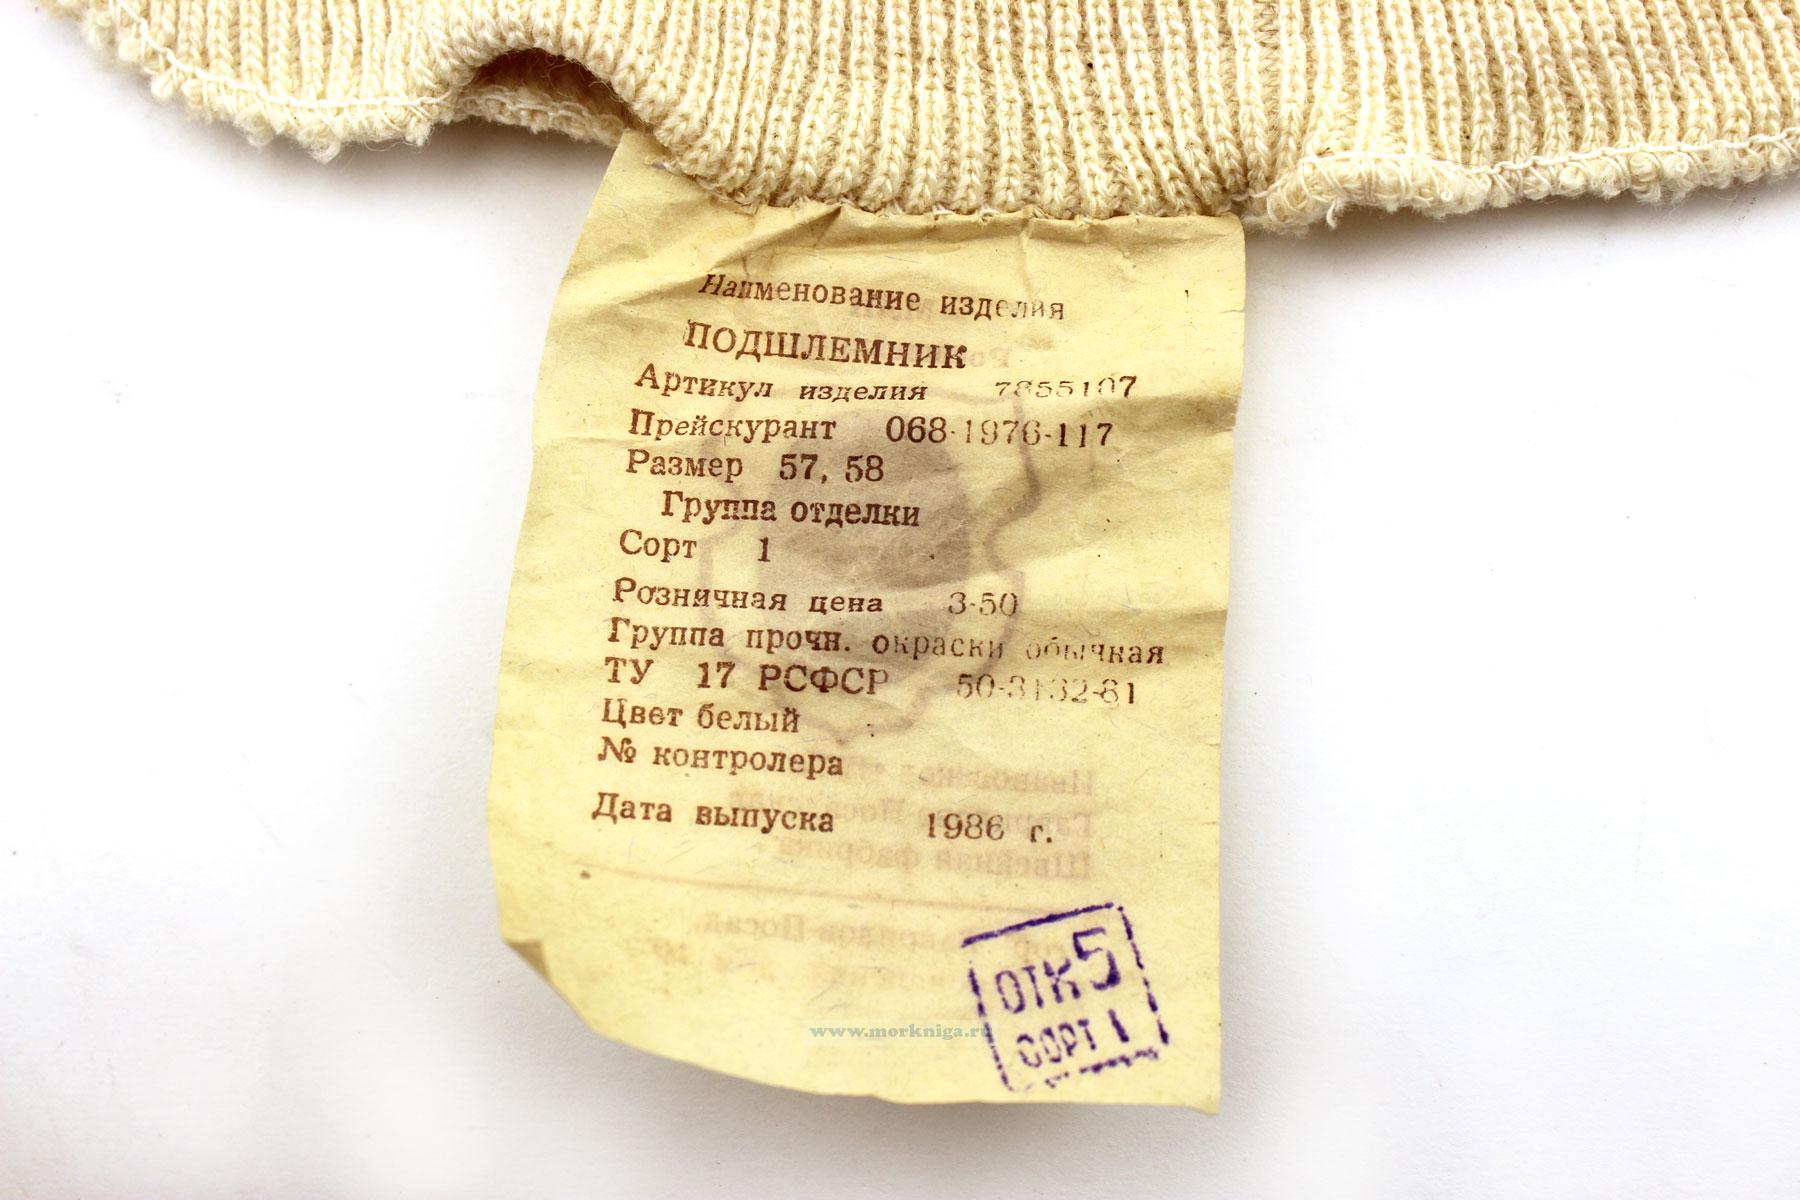 Наименование изделия
ПОДШЛЕМНИК
Артикул изделия 7855107
Прейскурант 068-1976-117
Размер 57, 58
Группа отделки
Сорт 1
Розничная цена 3-50
Группа прочн. окраски обычная
ТУ 17 РСФСР 50-3132-81
Цвет белый
№ контролера
Дата выпуска 1986 г.
ОТК 5
СОРТ 1
www.morkniga.ru